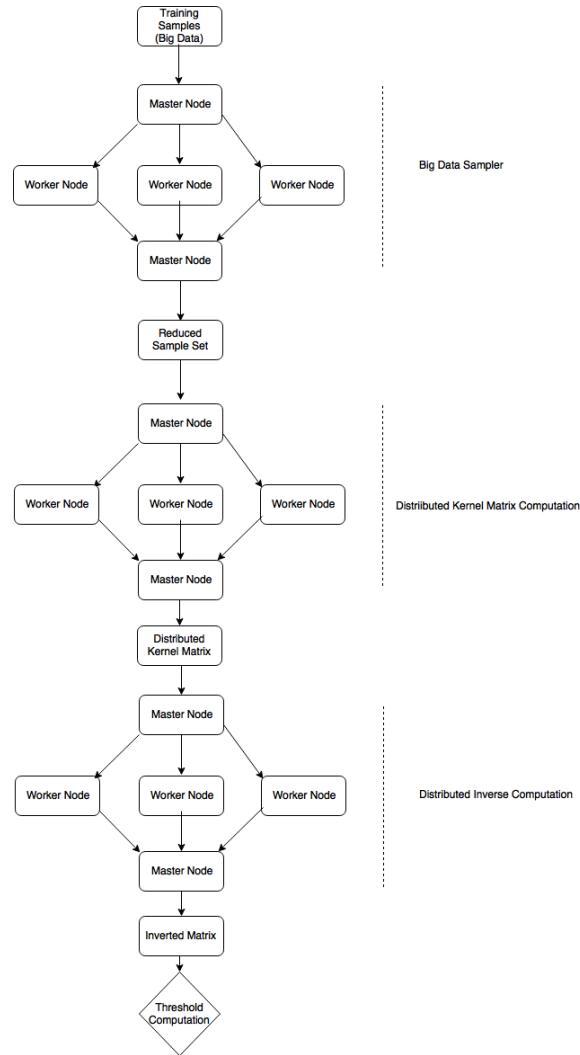 Training
Samples
(Big Data)
Master Node
Worker Node
Worker Node
Worker Node
Big Data Sampler
Master Node
Reduced
Sample Set
Master Node
Worker Node
Worker Node
Worker Node
Distriibuted Kernel Matrix Computation
Master Node
Distributed
Kernel Matrix
Master Node
Worker Node
Worker Node
Worker Node
Distributed Inverse Computation
Master Node
Inverted Matrix
Threshold
Computation